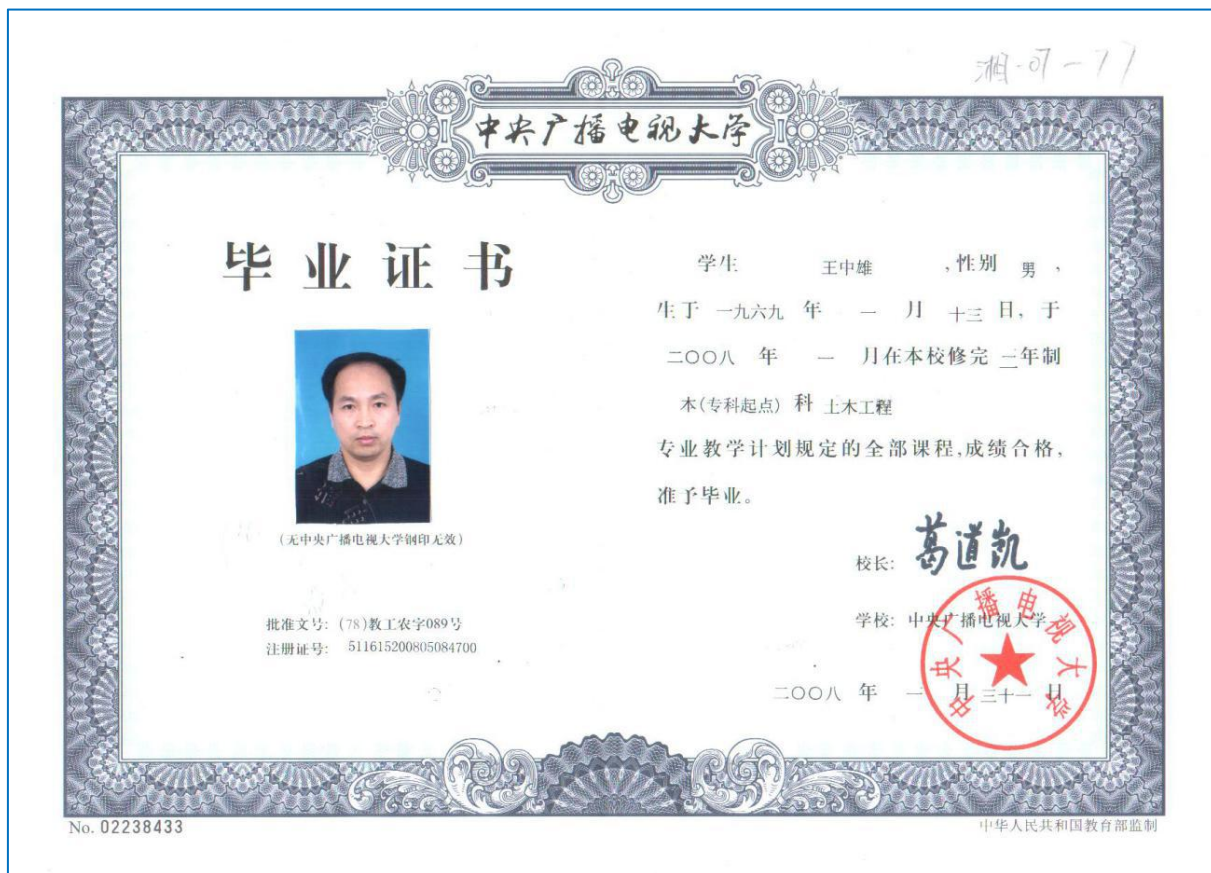 湘-07-77
中央广播电视大学
毕业证书
(无中央广播电视大学钢印无效)
批准文号: (78)教工农字089号
注册证号: 511615200805084700
学生 王中雄 ,性别 男 ,
生于 一九六九 年 一 月 十三 日, 于
二〇〇八 年 一 月在本校修完 三年制
本(专科起点) 科 土木工程
专业教学计划规定的全部课程,成绩合格,
准予毕业。
校长: 葛道凯
学校: 中央广播电视大学
二〇〇八 年 一 月 三十一 日
中央广播电视大学
No. 02238433
中华人民共和国教育部监制